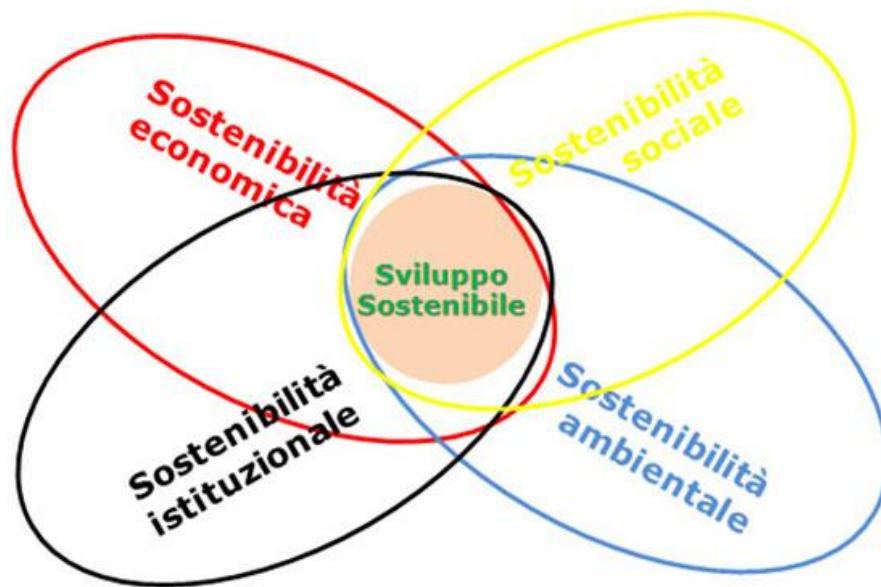 Sostenibilità
economica
Sostenibilità
sociale
Sviluppo
Sostenibile
Sostenibilità
istituzionale
Sostenibilità
ambientale